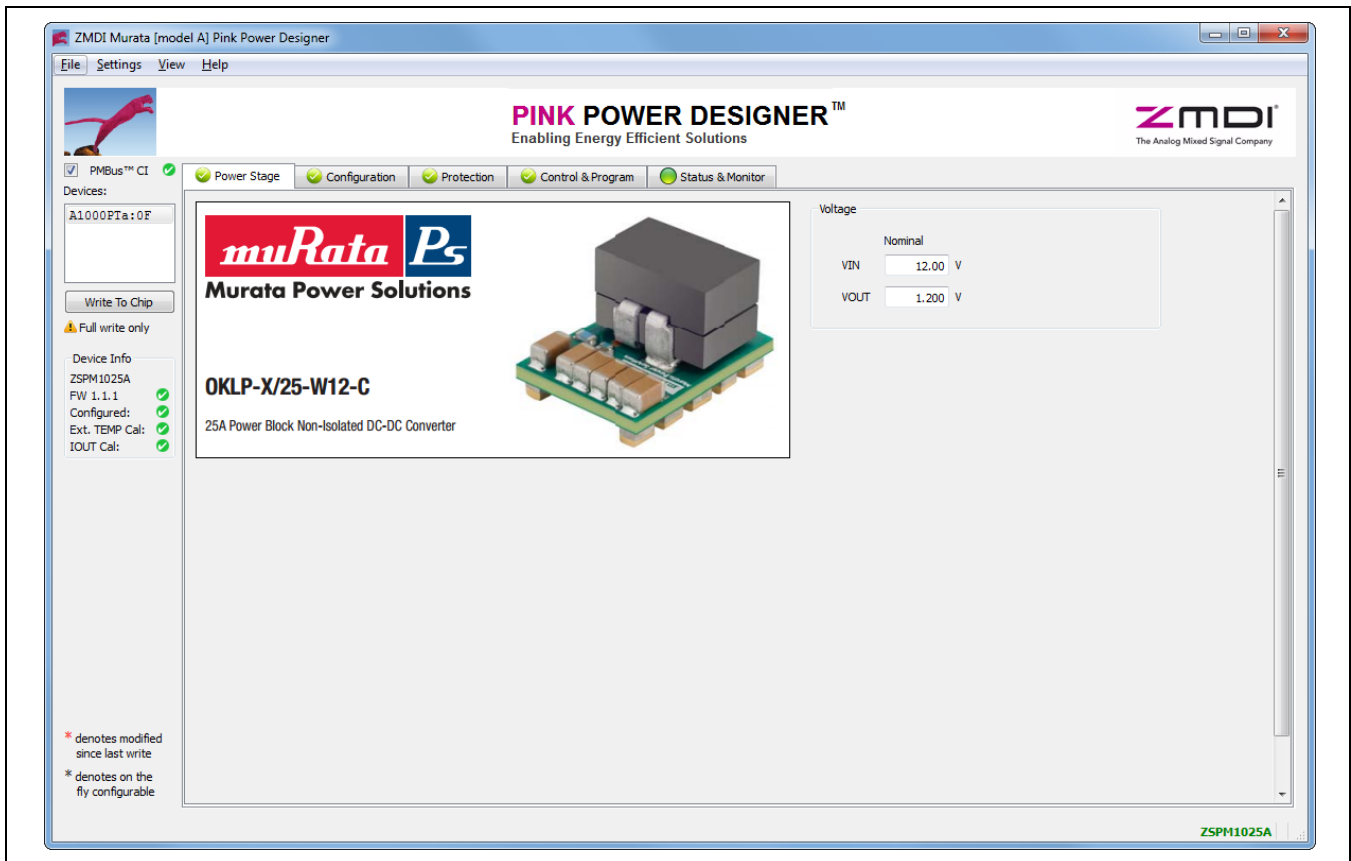 ZMDI Murata [model A] Pink Power Designer
File Settings View Help
PINK POWER DESIGNER™
Enabling Energy Efficient Solutions
ZMDI®
The Analog Mixed Signal Company
PMBus™ CI
Devices:
A1000PTa:0F
Write To Chip
Full write only
Device Info
ZSPM1025A
FW 1.1.1
Configured:
Ext. TEMP Cal:
IOUT Cal:
* denotes modified
since last write
* denotes on the
fly configurable
Power Stage Configuration Protection Control & Program Status & Monitor
muRata Ps
Murata Power Solutions
OKLP-X/25-W12-C
25A Power Block Non-Isolated DC-DC Converter
Voltage
Nominal
VIN 12.00 V
VOUT 1.200 V
ZSPM1025A